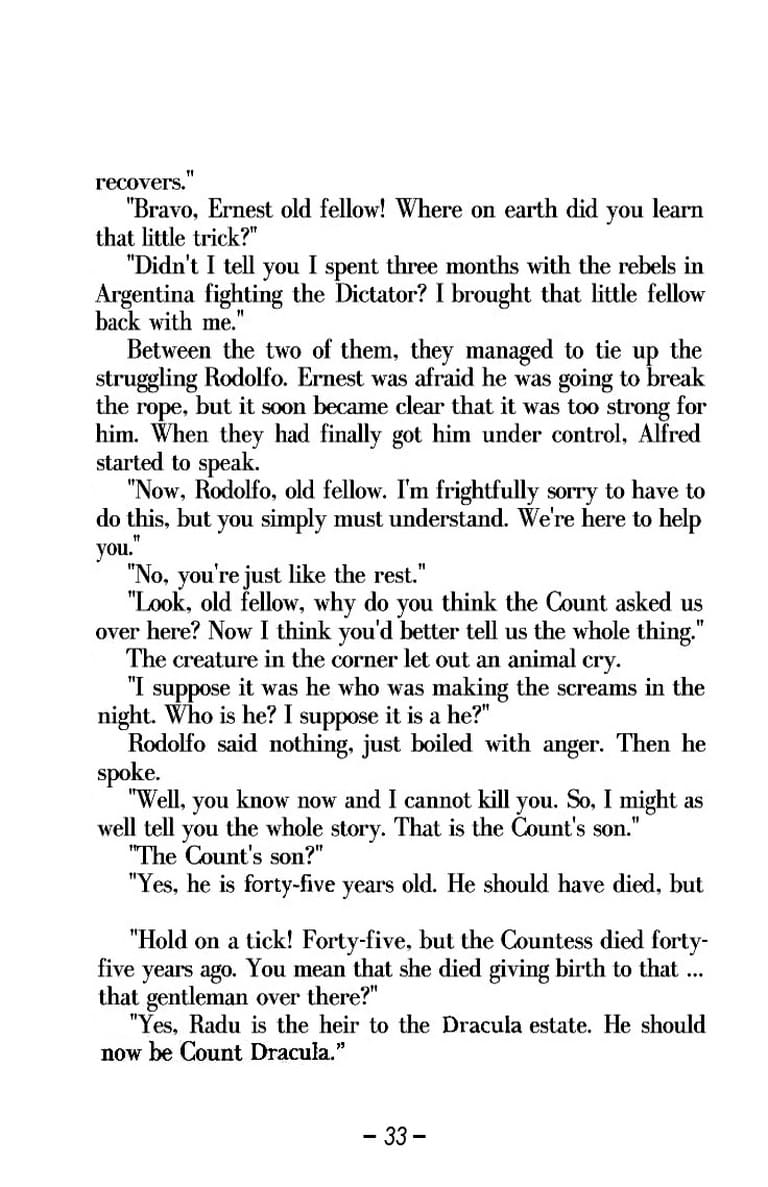 recovers."
"Bravo, Ernest old fellow! Where on earth did you learn
that little trick?"
"Didn't I tell you I spent three months with the rebels in
Argentina fighting the Dictator? I brought that little fellow
back with me."
Between the two of them, they managed to tie up the
struggling Rodolfo. Ernest was afraid he was going to break
the rope, but it soon became clear that it was too strong for
him. When they had finally got him under control, Alfred
started to speak.
"Now, Rodolfo, old fellow. I'm frightfully sorry to have to
do this, but you simply must understand. We're here to help
you."
"No, you're just like the rest."
"Look, old fellow, why do you think the Count asked us
over here? Now I think you'd better tell us the whole thing."
The creature in the corner let out an animal cry.
"I suppose it was he who was making the screams in the
night. Who is he? I suppose it is a he?"
Rodolfo said nothing, just boiled with anger. Then he
spoke.
"Well, you know now and I cannot kill you. So, I might as
well tell you the whole story. That is the Count's son."
"The Count's son?"
"Yes, he is forty-five years old. He should have died, but
"Hold on a tick! Forty-five, but the Countess died forty-
five years ago. You mean that she died giving birth to that ...
that gentleman over there?"
"Yes, Radu is the heir to the Dracula estate. He should
now be Count Dracula.”
– 33 –